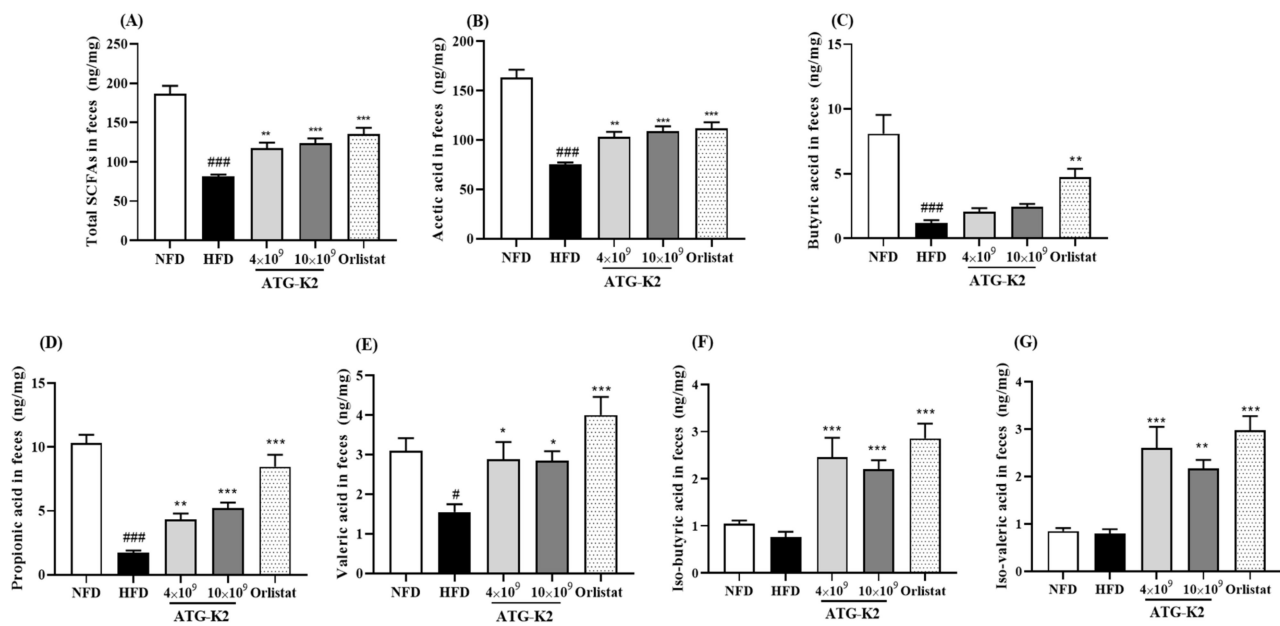 (A)
Total SCFAs in feces (ng/mg)
250
200
150
100
50
0
###
**
***
***
NFD HFD 4×10⁹ 10×10⁹ Orlistat
ATG-K2
(B)
Acetic acid in feces (ng/mg)
200
150
100
50
0
###
**
***
***
NFD HFD 4×10⁹ 10×10⁹ Orlistat
ATG-K2
(C)
Butyric accid in feces (ng/mg)
15
10
5
0
###
**
NFD HFD 4×10⁹ 10×10⁹ Orlistat
ATG-K2
(D)
Propionic acid in feces (ng/mg)
15
10
5
0
###
**
***
***
NFD HFD 4×10⁹ 10×10⁹ Orlistat
ATG-K2
(E)
Valeric acid in feces (ng/mg)
5
4
3
2
1
0
#
*
*
***
NFD HFD 4×10⁹ 10×10⁹ Orlistat
ATG-K2
(F)
Iso-butyric acid in feces (ng/mg)
4
3
2
1
0
***
***
***
NFD HFD 4×10⁹ 10×10⁹ Orlistat
ATG-K2
(G)
Iso-valeric acid in feces (ng/mg)
4
3
2
1
0
***
**
***
NFD HFD 4×10⁹ 10×10⁹ Orlistat
ATG-K2